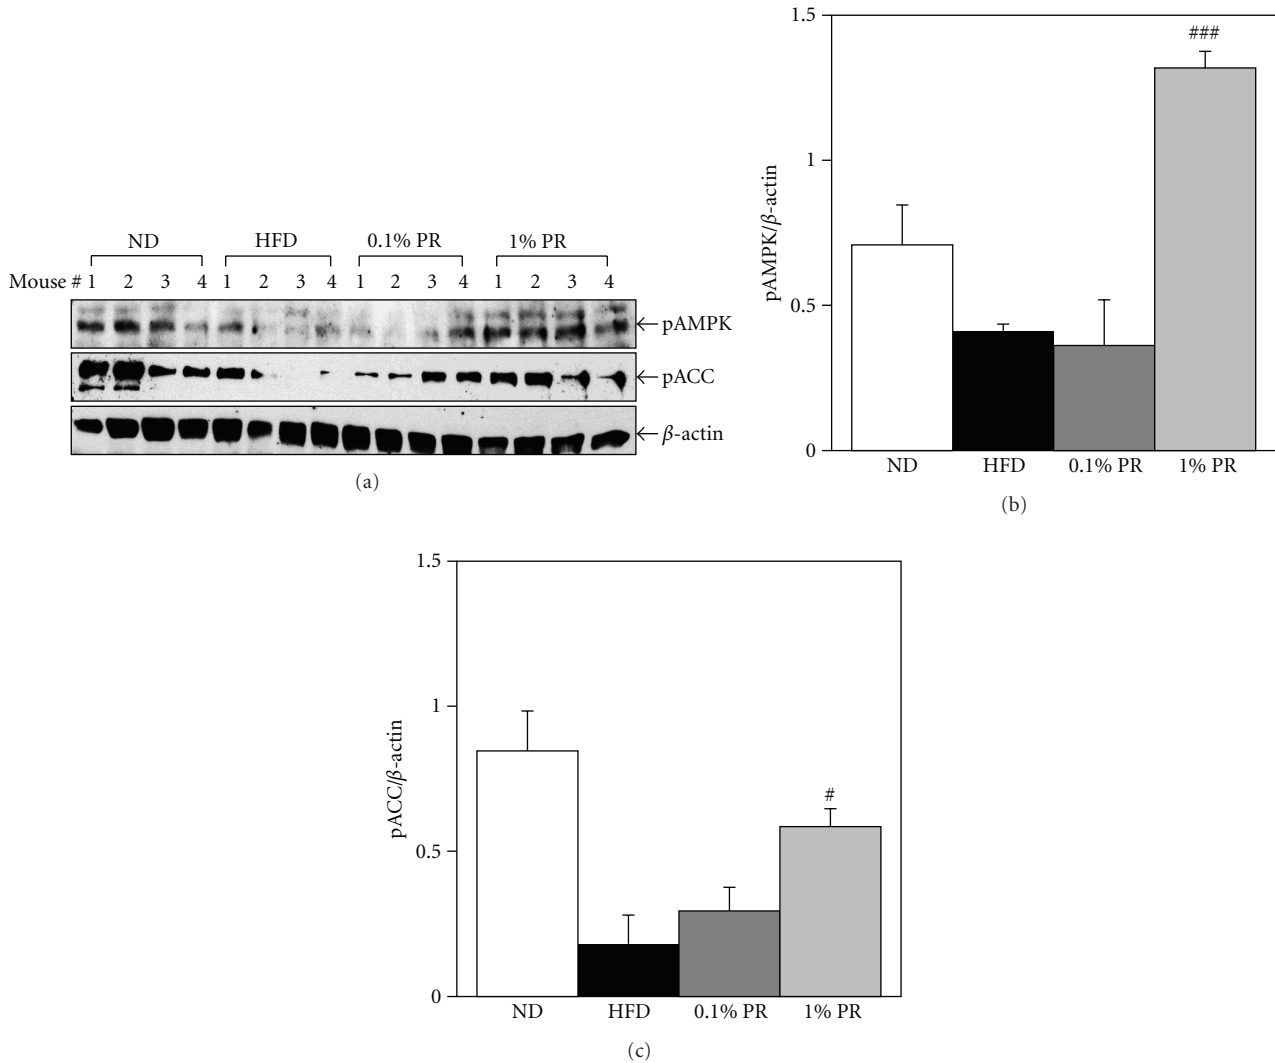 ND HFD 0.1% PR 1% PR
Mouse # 1 2 3 4 1 2 3 4 1 2 3 4 1 2 3 4
pAMPK
pACC
β-actin
(a)
1.5
1
0.5
0
pAMPK/β-actin
###
ND HFD 0.1% PR 1% PR
(b)
1.5
1
0.5
0
pACC/β-actin
#
ND HFD 0.1% PR 1% PR
(c)